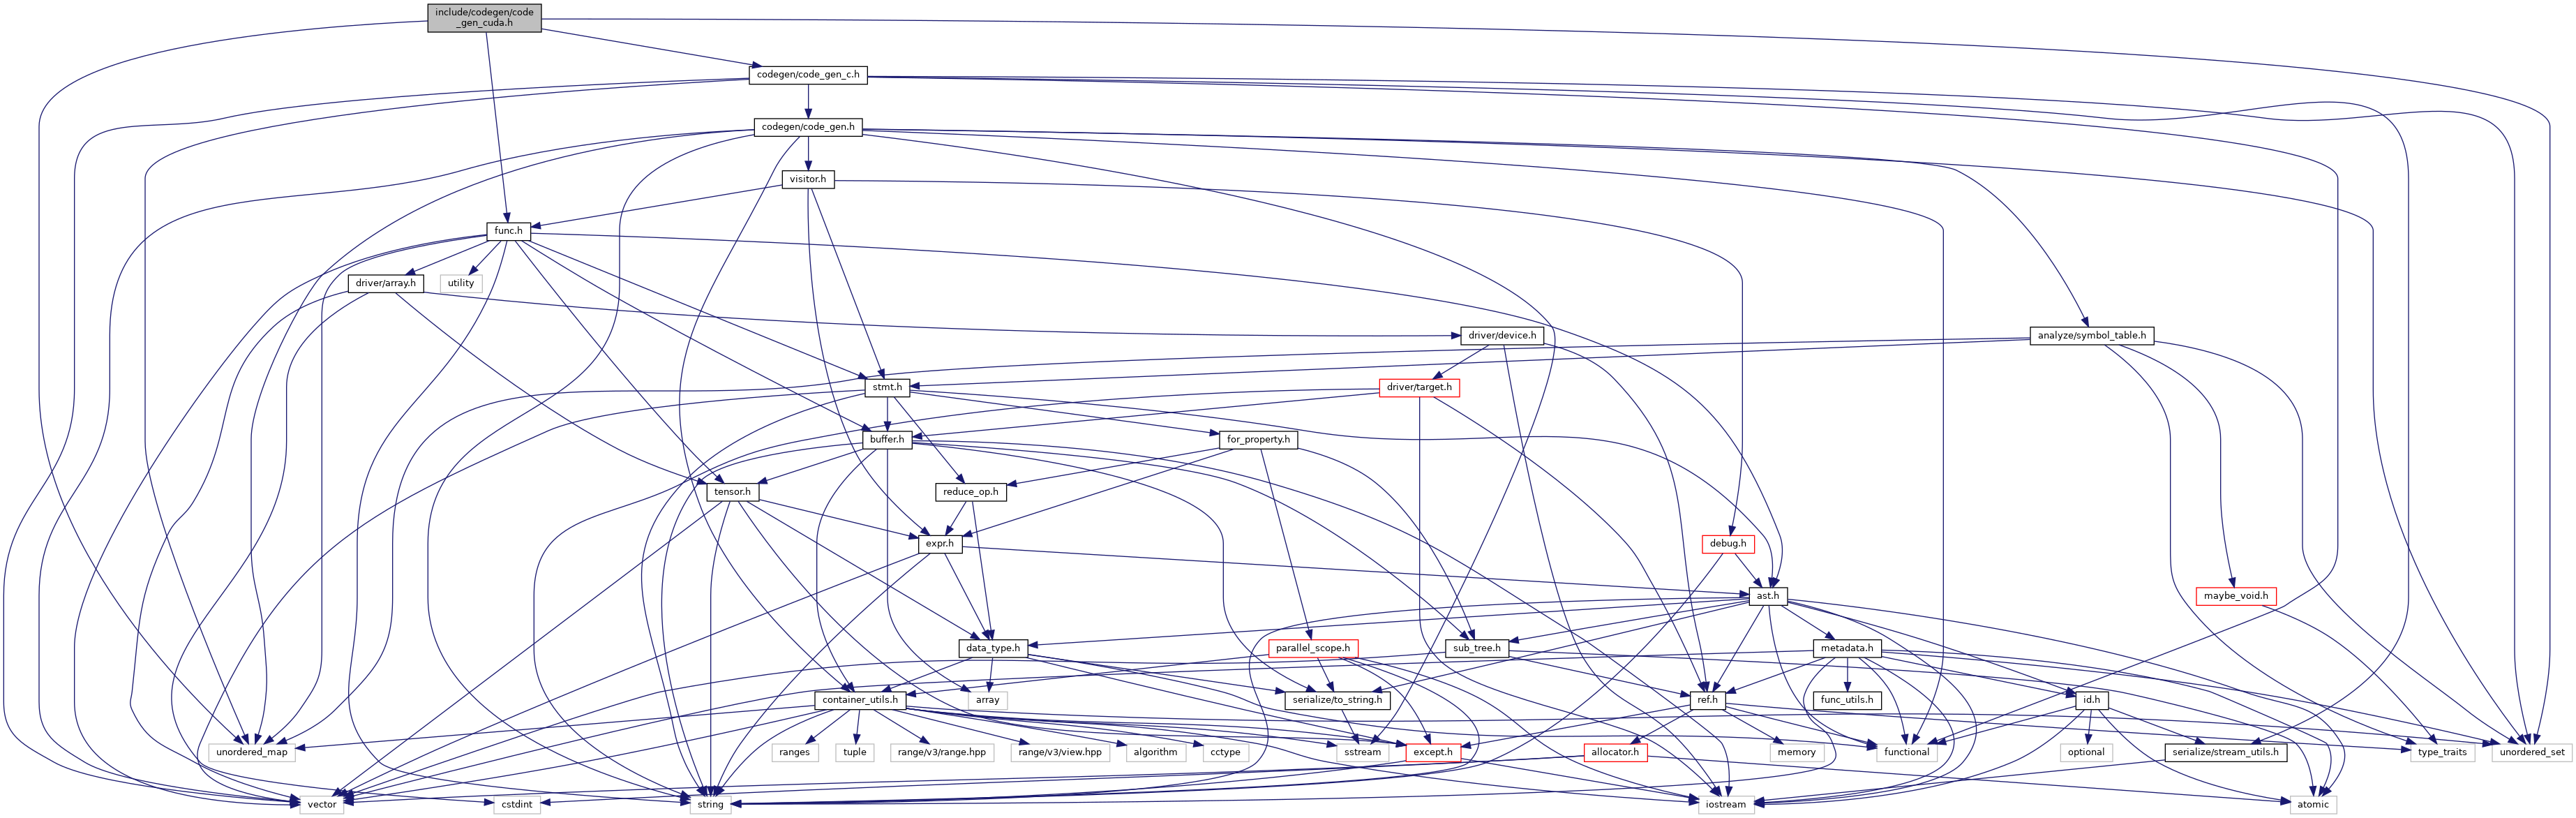 include/codegen/code
_gen_cuda.h
codegen/code_gen_c.h
codegen/code_gen.h
visitor.h
func.h
driver/array.h
utility
driver/device.h
analyze/symbol_table.h
stmt.h
driver/target.h
buffer.h
for_property.h
tensor.h
reduce_op.h
expr.h
debug.h
ast.h
maybe_void.h
data_type.h
parallel_scope.h
sub_tree.h
metadata.h
container_utils.h
array
serialize/to_string.h
ref.h
func_utils.h
id.h
unordered_map
ranges
tuple
range/v3/range.hpp
range/v3/view.hpp
algorithm
cctype
sstream
except.h
allocator.h
memory
functional
optional
serialize/stream_utils.h
type_traits
unordered_set
vector
cstdint
string
iostream
atomic